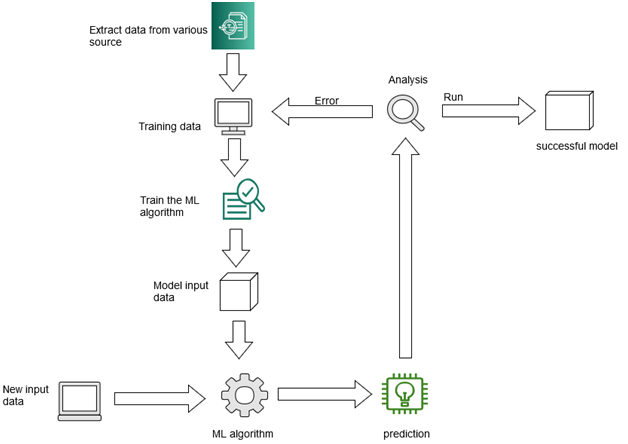 Extract data from various
source
Analysis
Error
Run
Training data
successful model
Train the ML
algorithm
Model input
data
New input
data
ML algorithm
prediction